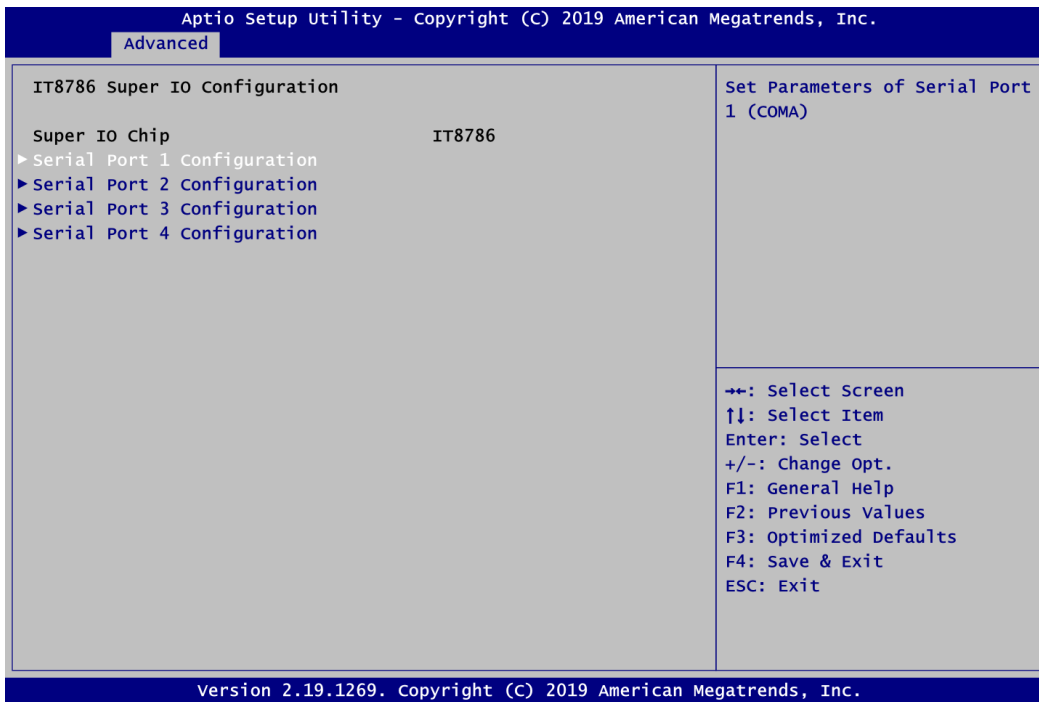 Aptio Setup Utility - Copyright (C) 2019 American Megatrends, Inc.
Advanced
IT8786 Super IO Configuration
Super IO Chip IT8786
▶ Serial Port 1 Configuration
▶ Serial Port 2 Configuration
▶ Serial Port 3 Configuration
▶ Serial Port 4 Configuration
Set Parameters of Serial Port
1 (COMA)
→←: Select Screen
↑↓: Select Item
Enter: Select
+/-: Change Opt.
F1: General Help
F2: Previous Values
F3: Optimized Defaults
F4: Save & Exit
ESC: Exit
Version 2.19.1269. Copyright (C) 2019 American Megatrends, Inc.